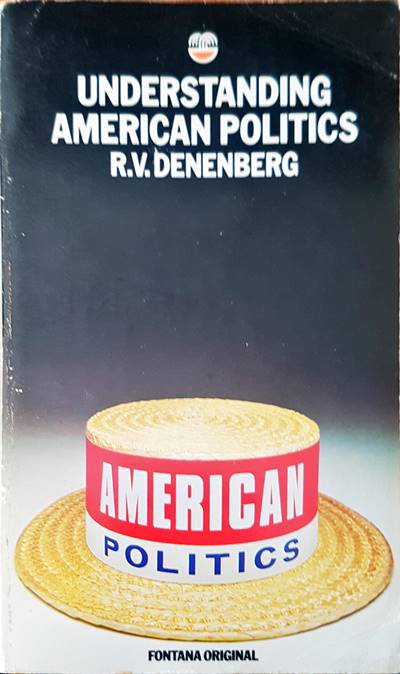 UNDERSTANDING
AMERICAN POLITICS
R.V. DENENBERG
AMERICAN
POLITICS
FONTANA ORIGINAL